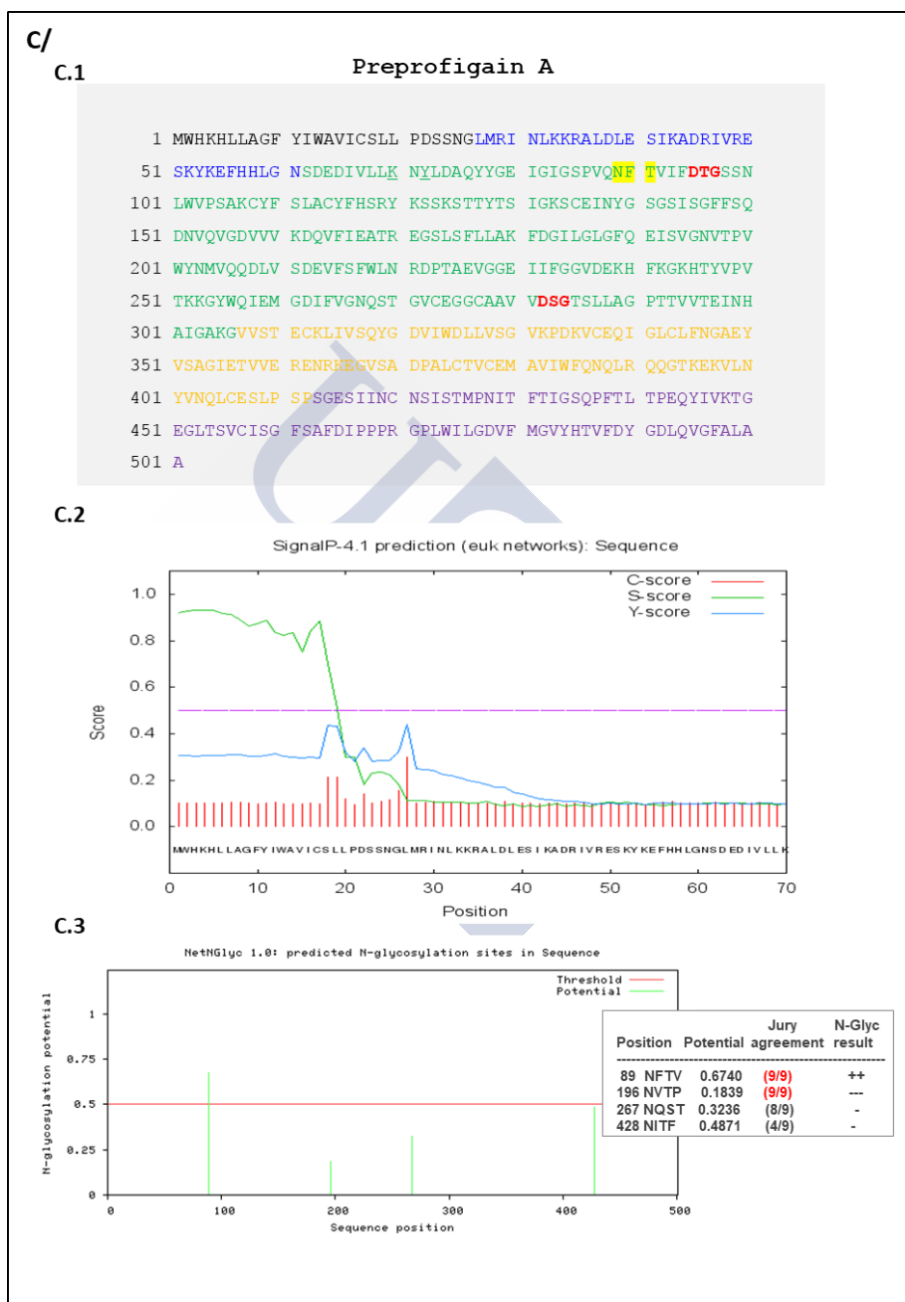 C/
C.1
Preprofigain A
1 MWHKHLLAGF YIWAVICSLL PDSSNGLMRI NLKKRALDLE SIKADRIVRE
51 SKYKEFHHLG NSDEDIVLLK NYLDAQYYGE IGIGSPVQNF TVIFDTGSSN
101 LWVPSAKCYF SLACYFHSRY KSSKSTTYTS IGKSCEINYG SGSISGFFSQ
151 DNVQVGDVVV KDQVFIEATR EGSLSFLLAK FDGILGLGFQ EISVGNVTPV
201 WYNMVQQDLV SDEVFSFWLN RDPTAEVGGE IIFGGVDEKH FKGKHTYVPV
251 TKKGYWQIEM GDIFVGNQST GVCEGGCAAV VDSGTSLLAG PTTVVTEINH
301 AIGAKGVVST ECKLIVSQYG DVIWDLLVSG VKPDKVCEQI GLCLFNGAEY
351 VSAGIETVVE RENRKEGVSA DPALCTVCEM AVIWFQNQLR QQGTKEKVLN
401 YVNQLCESLP SPSGESIINC NSISTMPNIT FTIGSQPFTL TPEQYIVKTG
451 EGLTSVCISG FSAFDIPPPR GPLWILGDVF MGVYHTVFDY GDLQVGFALA
501 A
C.2
SignalP-4.1 prediction (euk networks): Sequence
C-score
S-score
Y-score
1.0
0.8
0.6
0.4
0.2
0.0
Score
MWHKHLLAGFYIWAVICSLLPDSSNGLMRINLKKRALDLESIKADRIVRESKYKEFHHLGNSDEDIVLLK
0 10 20 30 40 50 60 70
Position
C.3
NetNGlyc 1.0: predicted N-glycosylation sites in Sequence
Threshold
Potential
1
0.75
0.5
0.25
0
N-glycosylation potential
0 100 200 300 400 500
Sequence position
Jury N-Glyc
Position Potential agreement result
89 NFTV 0.6740 (9/9) ++
196 NVTP 0.1839 (9/9) ---
267 NQST 0.3236 (8/9) -
428 NITF 0.4871 (4/9) -